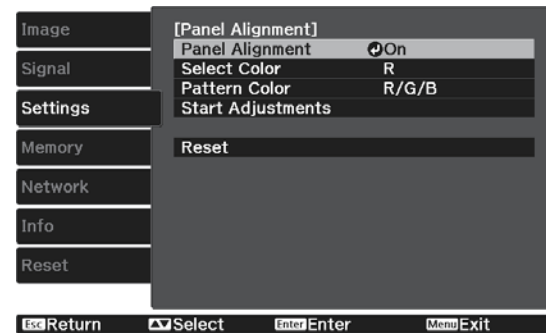 Image
Signal
Settings
Memory
Network
Info
Reset
[Panel Alignment]
Panel Alignment On
Select Color R
Pattern Color R/G/B
Start Adjustments
Reset
Esc Return Select Enter Enter Menu Exit